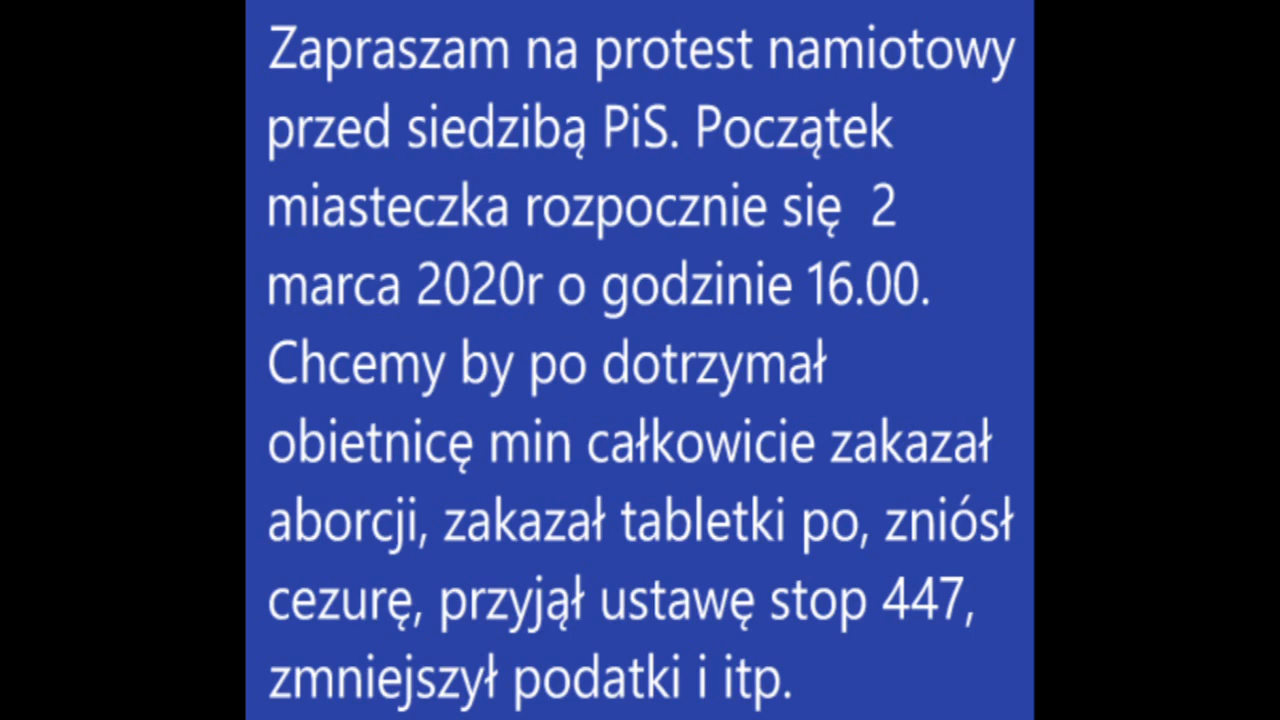 Zapraszam na protest namiotowy
przed siedzibą PiS. Początek
miasteczka rozpocznie się  2
marca 2020r o godzinie 16.00.
Chcemy by po dotrzymał
obietnicę min całkowicie zakazał
aborcji, zakazał tabletki po, zniósł
cezurę, przyjął ustawę stop 447,
zmniejszył podatki i itp.